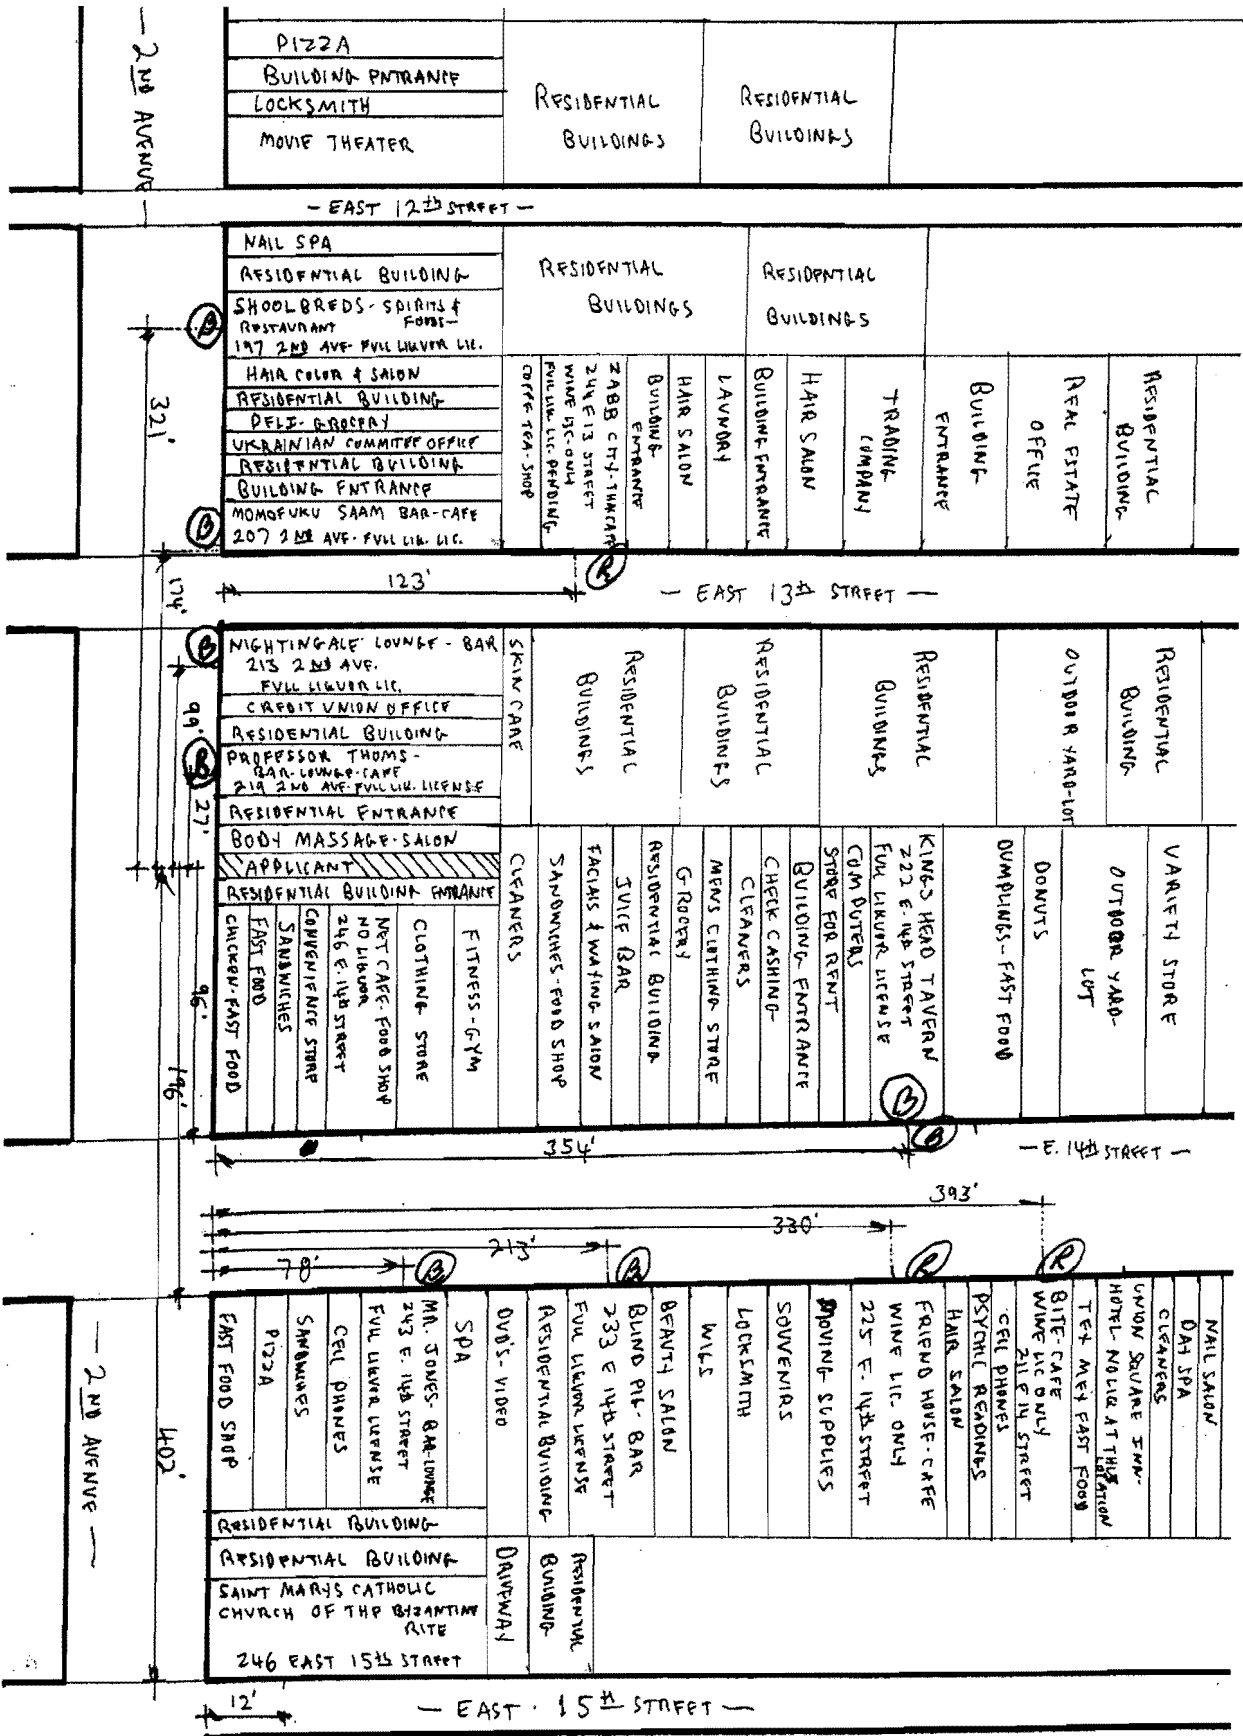 — 2ND AVENUE —
PIZZA
BUILDING ENTRANCE
LOCKSMITH
MOVIE THEATER
RESIDENTIAL
BUILDINGS
RESIDENTIAL
BUILDINGS
— EAST 12th STREET —
NAIL SPA
RESIDENTIAL BUILDING
SHOOLBREDS - SPIRITS &
RESTAURANT FOODS—
197 2ND AVE- FULL LIQUOR LIC.
HAIR COLOR & SALON
RESIDENTIAL BUILDING
DELI- GROCERY
UKRAINIAN COMMITEE OFFICE
RESIDENTIAL BUILDING
BUILDING ENTRANCE
MOMOFUKU SAAM BAR-CAFE
207 2ND AVE- FULL LIQ. LIC.
RESIDENTIAL
BUILDINGS
RESIDENTIAL
BUILDINGS
COFFE TEA-SHOP
ZABB CITY-THAI CAFE
244 E 13 STREET
WINE LIC-ONLY
FULL LIQ. LIC. PENDING
BUILDING
ENTRANCE
HAIR SALON
LAUNDRY
BUILDING ENTRANCE
HAIR SALON
TRADING
COMPANY
BUILDING
ENTRANCE
REAL ESTATE
OFFICE
RESIDENTIAL
BUILDING
B
321'
B
R
123'
— EAST 13th STREET —
174'
B
99'
B
27'
NIGHTINGALE LOUNGE - BAR
213 2ND AVE.
FULL LIQUOR LIC.
CREDIT UNION OFFICE
RESIDENTIAL BUILDING
PROFESSOR THOMS -
BAR-LOUNGE-CAFE
219 2ND AVE-FULL LIQ. LICENSE
RESIDENTIAL ENTRANCE
BODY MASSAGE-SALON
APPLICANT
RESIDENTIAL BUILDING ENTRANCE
SKIN CARE
RESIDENTIAL
BUILDINGS
RESIDENTIAL
BUILDINGS
RESIDENTIAL
BUILDINGS
OUTDOOR YARD-LOT
RESIDENTIAL
BUILDING
CHICKEN-FAST FOOD
FAST FOOD
SANDWICHES
CONVENIENCE STORE
NET CAFE-FOOD SHOP
NO LIQUOR
246 E. 14th STREET
CLOTHING STORE
FITNESS-GYM
CLEANERS
SANDWICHES-FOOD SHOP
FACIALS & WAXING SALON
JUICE BAR
RESIDENTIAL BUILDING
GROCERY
MENS CLOTHING STORE
CHECK CASHING-
CLEANERS
BUILDING ENTRANCE
STORE FOR RENT
COMPUTERS
KINGS HEAD TAVERN
222 E. 14th STREET
FULL LIQUOR LICENSE
DUMPLINGS-FAST FOOD
DONUTS
OUTDOOR YARD-
LOT
VARIETY STORE
96'
196'
B
B
354'
— E. 14th STREET —
393'
330'
213'
78'
B
B
R
R
FAST FOOD SHOP
PIZZA
SANDWICHES
CELL PHONES
MR. JONES-BAR-LOUNGE
243 E. 14th STREET
FULL LIQUOR LICENSE
SPA
DVD'S-VIDEO
RESIDENTIAL BUILDING
BLIND PIG-BAR
233 E 14th STREET
FULL LIQUOR LICENSE
BEAUTY SALON
WIGS
LOCKSMITH
SOUVENIRS
MOVING SUPPLIES
FRIEND HOUSE-CAFE
WINE LIC. ONLY
225 E. 14th STREET
HAIR SALON
PSYCHIC READINGS
CELL PHONES
BITE-CAFE
WINE LIC ONLY
211 E 14 STREET
TEX MEX FAST FOOD
UNION SQUARE INN-
HOTEL-NO LIQ AT THIS
LOCATION
CLEANERS
DAY SPA
NAIL SALON
402'
— 2ND AVENUE —
RESIDENTIAL BUILDING
RESIDENTIAL BUILDING
SAINT MARYS CATHOLIC
CHURCH OF THE BYZANTINE
RITE
246 EAST 15th STREET
DRIVEWAY
RESIDENTIAL
BUILDING
12'
— EAST · 15th STREET —